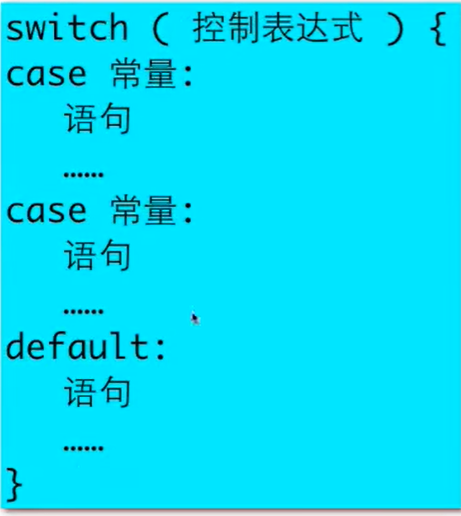 switch ( 控制表达式 ) {
case 常量:
语句
……
case 常量:
语句
……
default:
语句
……
}